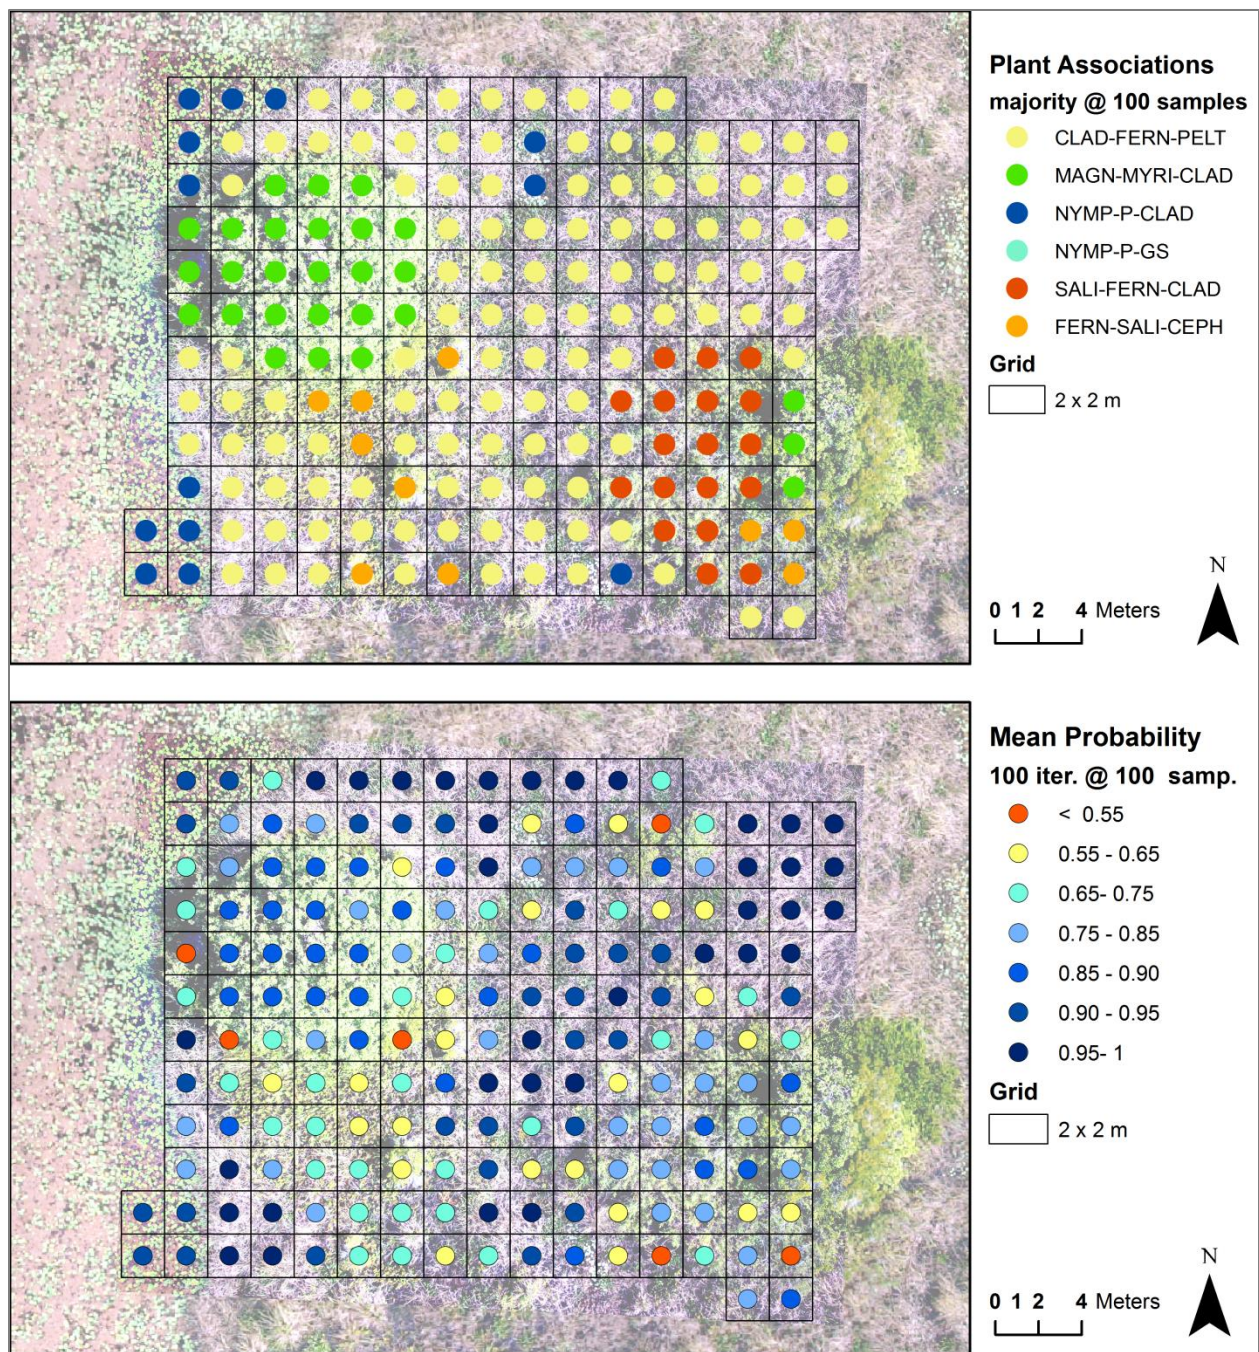 Plant Associations
majority @ 100 samples
CLAD-FERN-PELT
MAGN-MYRI-CLAD
NYMP-P-CLAD
NYMP-P-GS
SALI-FERN-CLAD
FERN-SALI-CEPH
Grid
2 x 2 m
N
0 1 2 4 Meters
Mean Probability
100 iter. @ 100 samp.
< 0.55
0.55 - 0.65
0.65- 0.75
0.75 - 0.85
0.85 - 0.90
0.90 - 0.95
0.95- 1
Grid
2 x 2 m
N
0 1 2 4 Meters